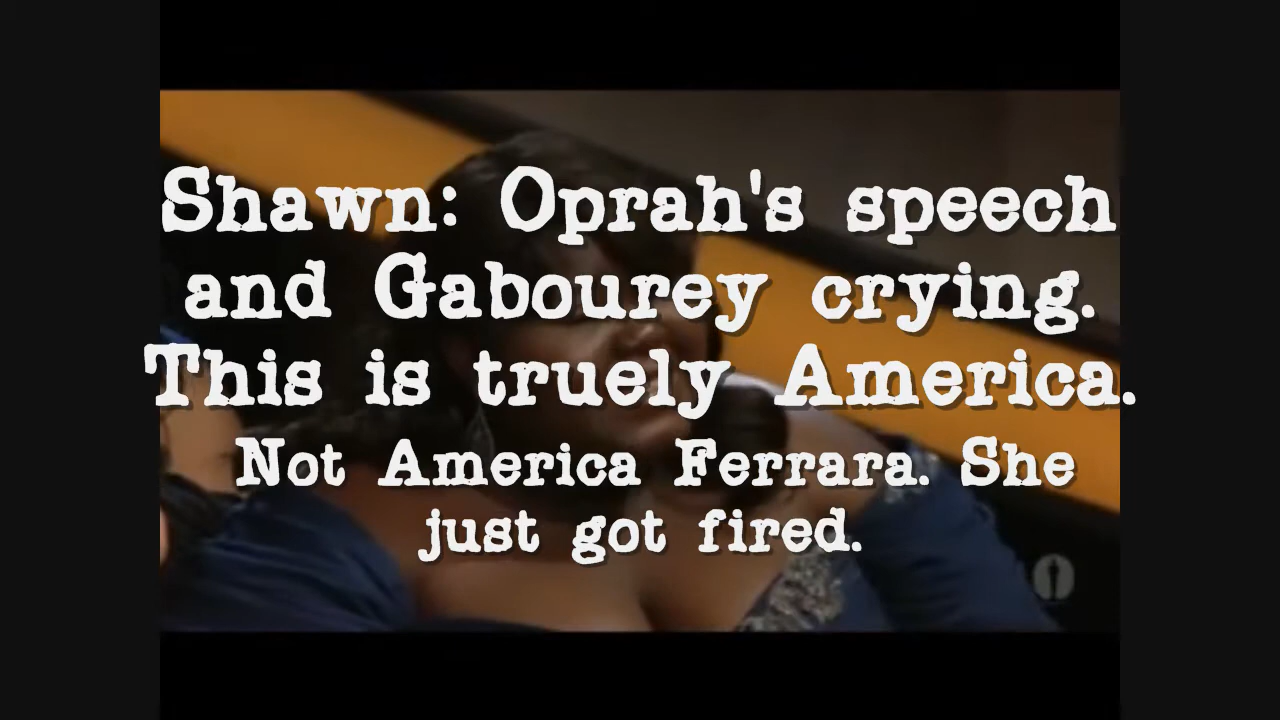 Shawn: Oprah's speech
and Gabourey crying.
This is truely America.
Not America Ferrara. She
just got fired.